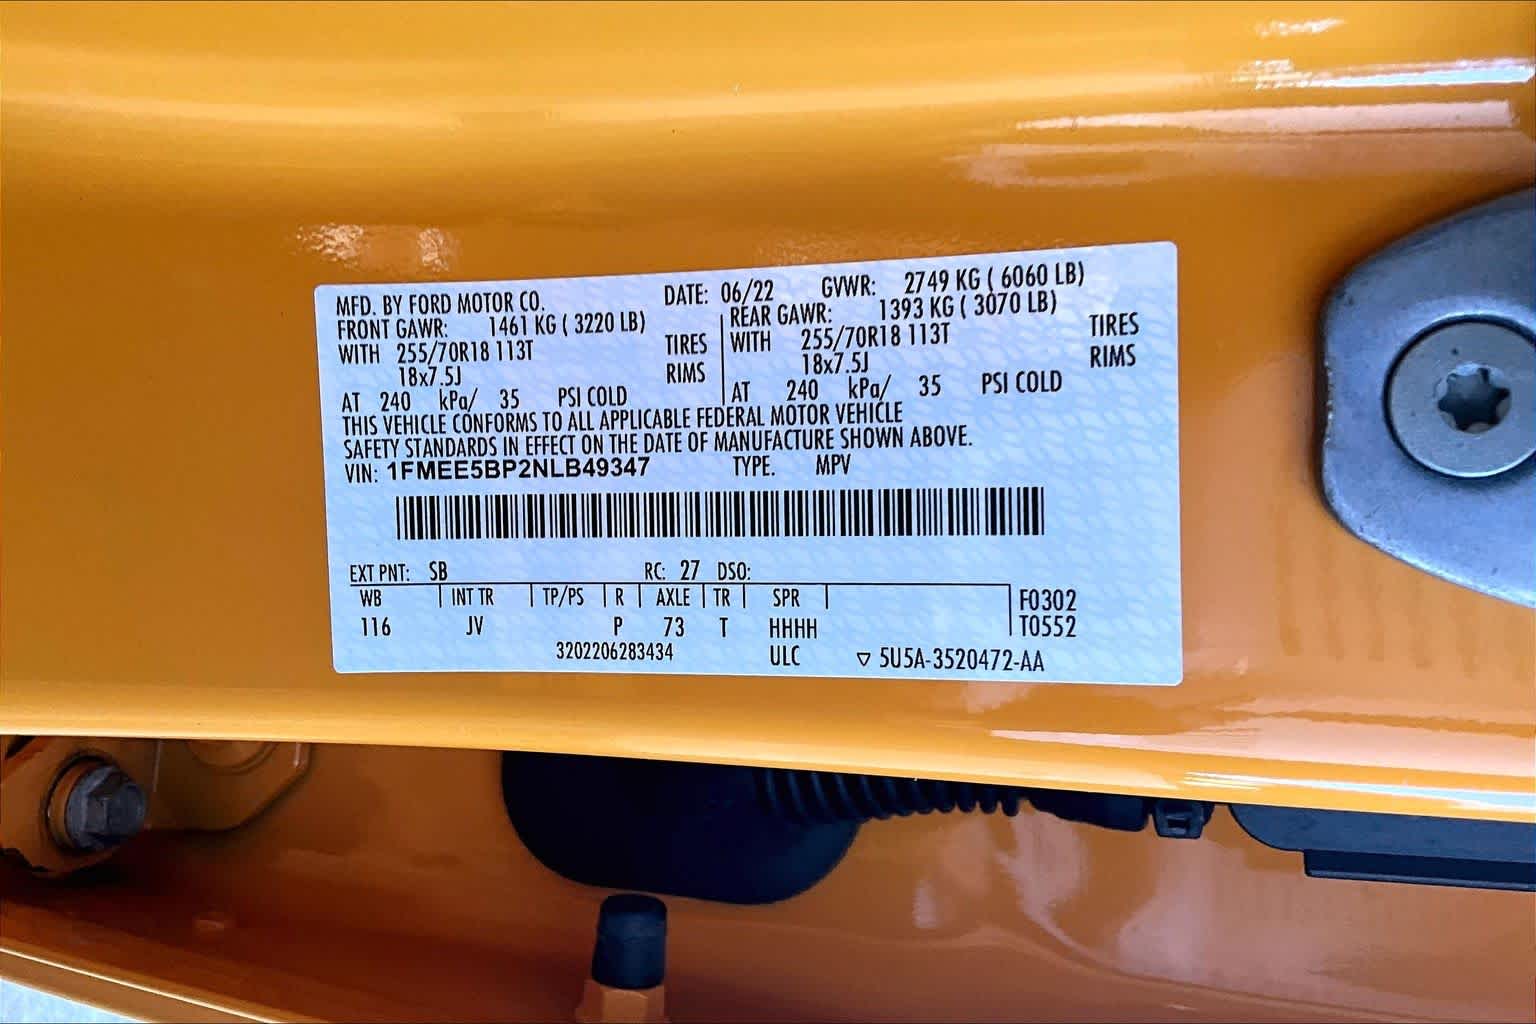 MFD. BY FORD MOTOR CO. DATE: 06/22 GVWR: 2749 KG ( 6060 LB)
FRONT GAWR: 1461 KG ( 3220 LB) REAR GAWR: 1393 KG ( 3070 LB)
WITH 255/70R18 113T TIRES WITH 255/70R18 113T TIRES
18x7.5J RIMS 18x7.5J RIMS
AT 240 kPa/ 35 PSI COLD AT 240 kPa/ 35 PSI COLD
THIS VEHICLE CONFORMS TO ALL APPLICABLE FEDERAL MOTOR VEHICLE
SAFETY STANDARDS IN EFFECT ON THE DATE OF MANUFACTURE SHOWN ABOVE.
VIN: 1FMEE5BP2NLB49347 TYPE. MPV
EXT PNT: SB RC: 27 DSO:
WB INT TR TP/PS R AXLE TR SPR F0302
116 JV P 73 T HHHH T0552
3202206283434 ULC ▽ 5U5A-3520472-AA